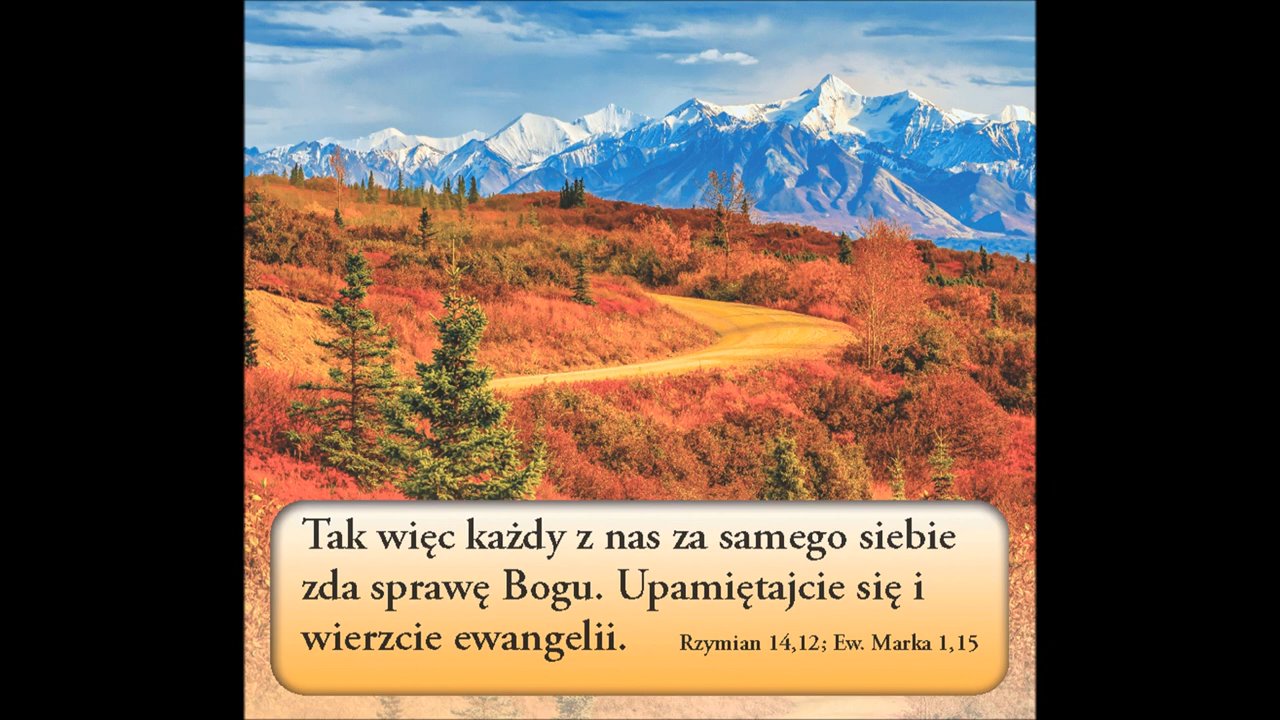 Tak więc każdy z nas za samego siebie
zda sprawę Bogu. Upamiętajcie się i
wierzcie ewangelii. Rzymian 14,12; Ew. Marka 1,15